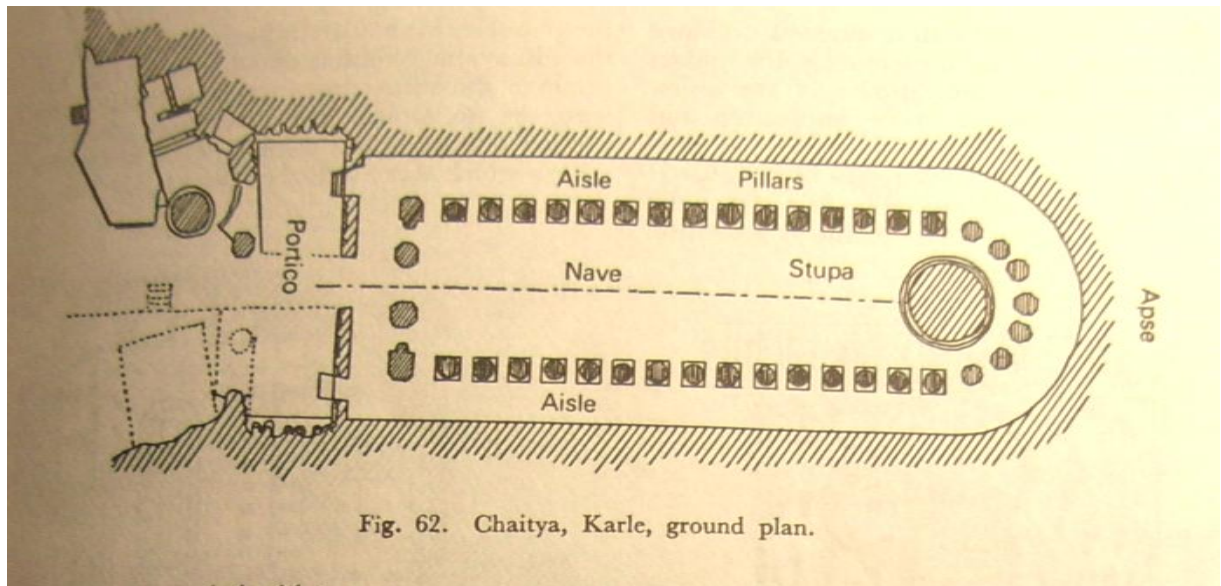 Aisle Pillars
Portico
Nave Stupa
Apse
Aisle
Fig. 62. Chaitya, Karle, ground plan.